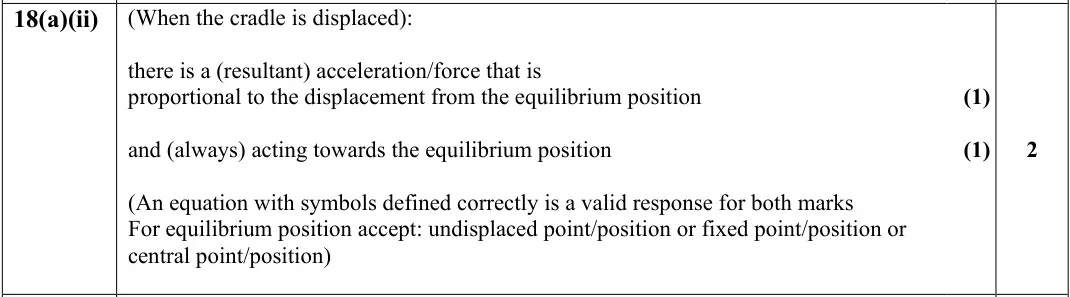 18(a)(ii) (When the cradle is displaced):
there is a (resultant) acceleration/force that is
proportional to the displacement from the equilibrium position (1)
and (always) acting towards the equilibrium position (1) 2
(An equation with symbols defined correctly is a valid response for both marks
For equilibrium position accept: undisplaced point/position or fixed point/position or
central point/position)